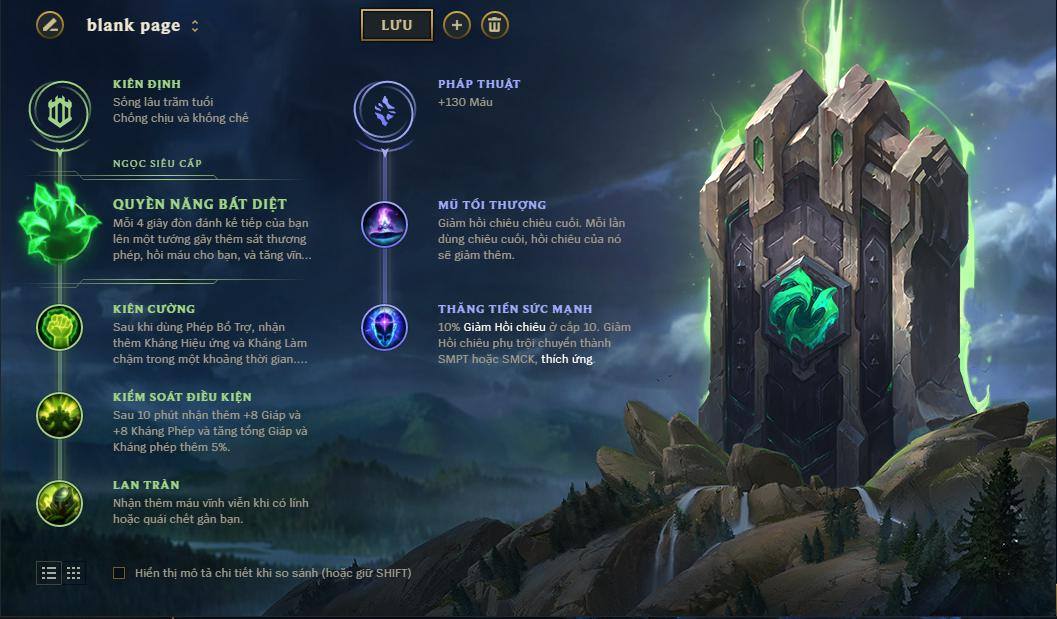 blank page
LƯU
KIÊN ĐỊNH
Sống lâu trăm tuổi
Chống chịu và khống chế
NGỌC SIÊU CẤP
QUYỀN NĂNG BẤT DIỆT
Mỗi 4 giây đòn đánh kế tiếp của bạn
lên một tướng gây thêm sát thương
phép, hồi máu cho bạn, và tăng vĩn...
KIÊN CƯỜNG
Sau khi dùng Phép Bổ Trợ, nhận
thêm Kháng Hiệu ứng và Kháng Làm
chậm trong một khoảng thời gian....
KIỂM SOÁT ĐIỀU KIỆN
Sau 10 phút nhận thêm +8 Giáp và
+8 Kháng Phép và tăng tổng Giáp và
Kháng phép thêm 5%.
LAN TRÀN
Nhận thêm máu vĩnh viễn khi có lính
hoặc quái chết gần bạn.
PHÁP THUẬT
+130 Máu
MŨ TỐI THƯỢNG
Giảm hồi chiêu chiêu cuối. Mỗi lần
dùng chiêu cuối, hồi chiêu của nó
sẽ giảm thêm.
THĂNG TIẾN SỨC MẠNH
10% Giảm Hồi chiêu ở cấp 10. Giảm
Hồi chiêu phụ trội chuyển thành
SMPT hoặc SMCK, thích ứng.
Hiển thị mô tả chi tiết khi so sánh (hoặc giữ SHIFT)